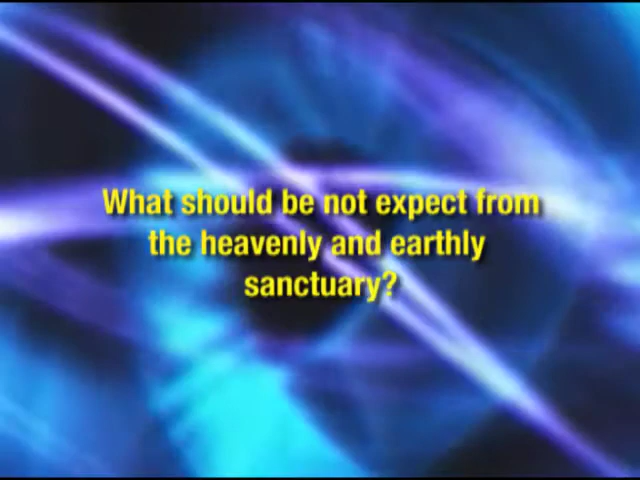 What should be not expect from
the heavenly and earthly
sanctuary?